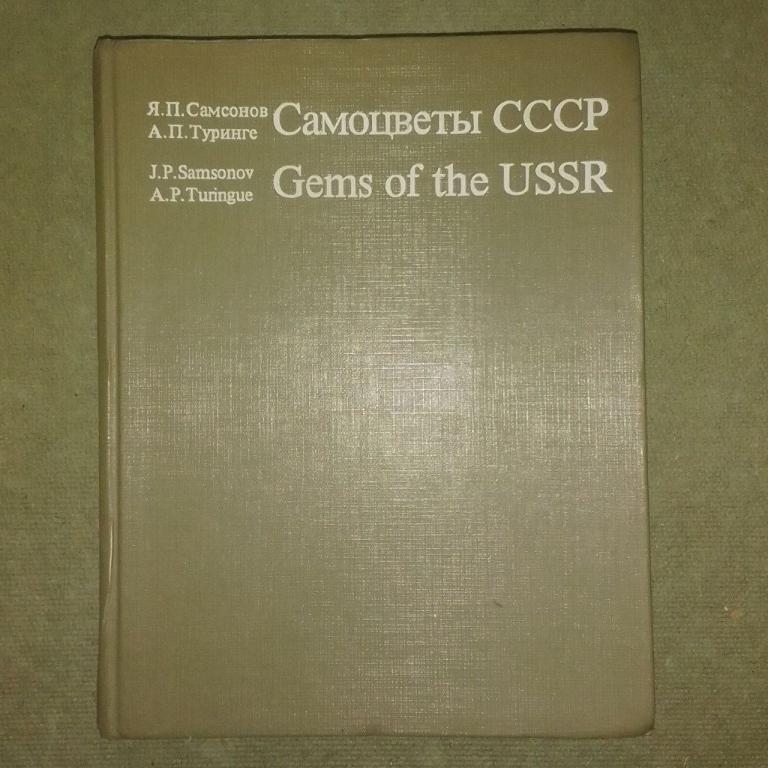 Я.П.Самсонов
А.П.Туринге
Самоцветы СССР
J.P.Samsonov
A.P.Turingue
Gems of the USSR